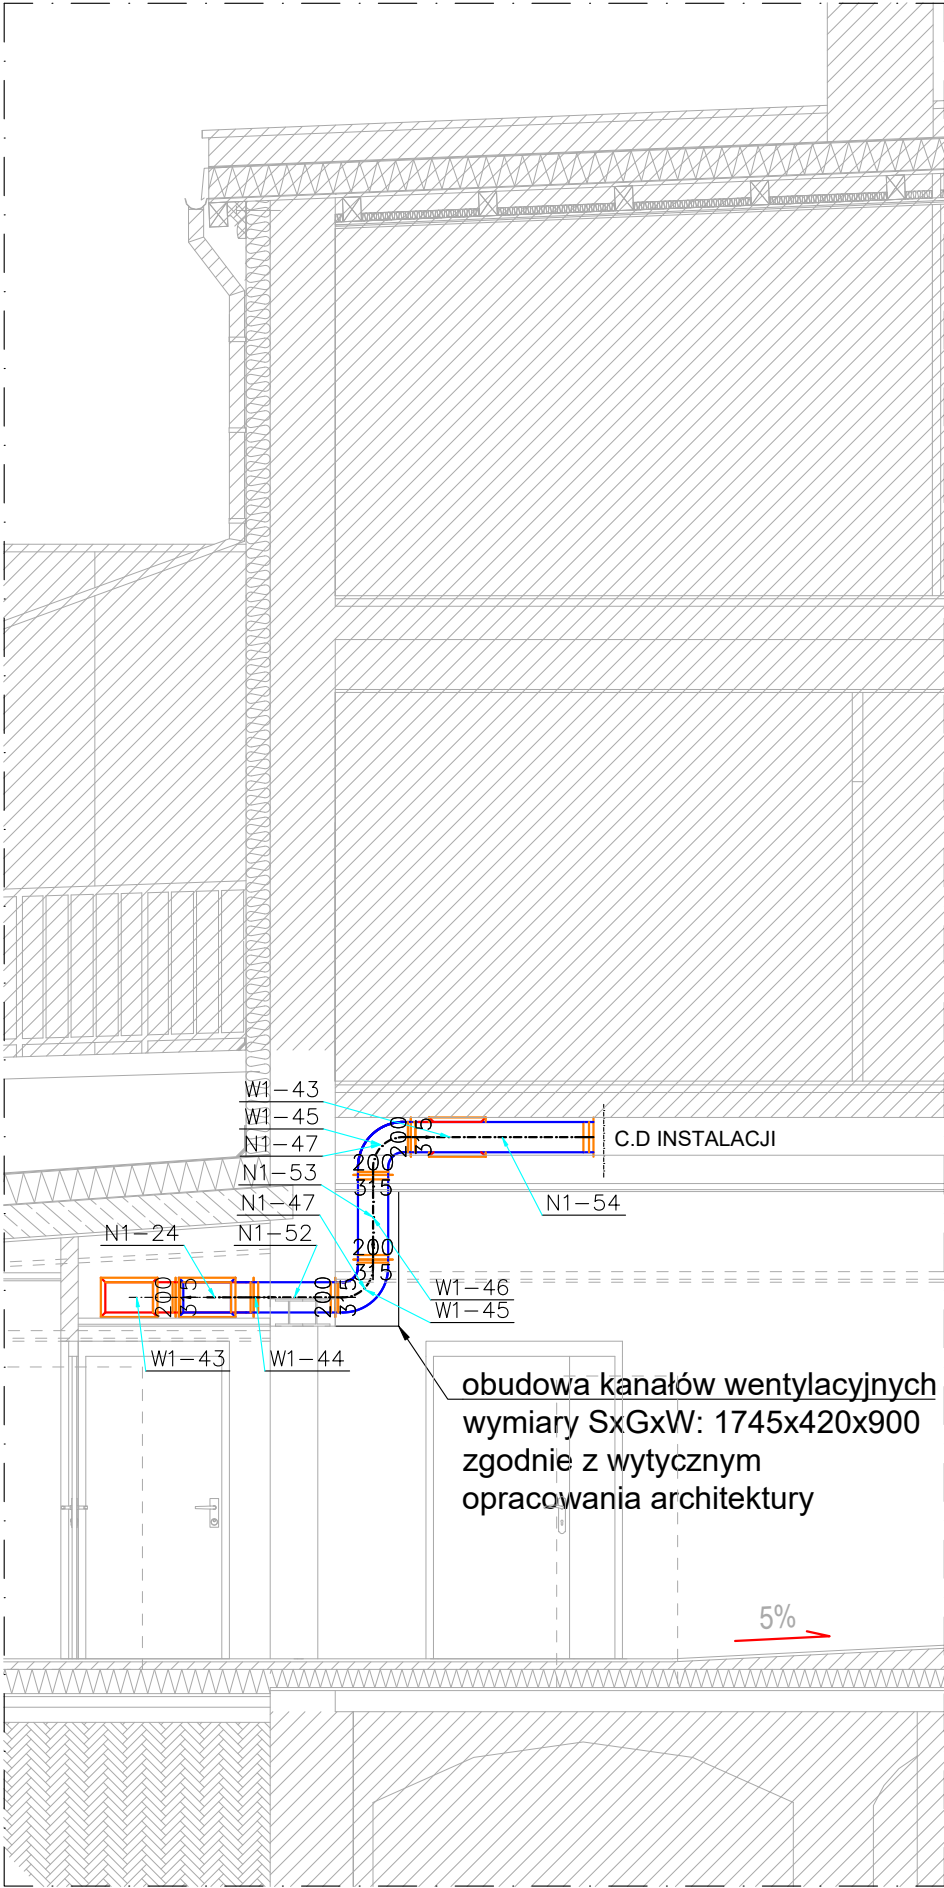 W1-43
W1-45
N1-47
N1-53
N1-47
N1-24
N1-52
200
315
C.D INSTALACJI
200
315
N1-54
200
315
W1-46
W1-45
200
315
200
315
W1-43
W1-44
obudowa kanałów wentylacyjnych
wymiary SxGxW: 1745x420x900
zgodnie z wytycznym
opracowania architektury
5%